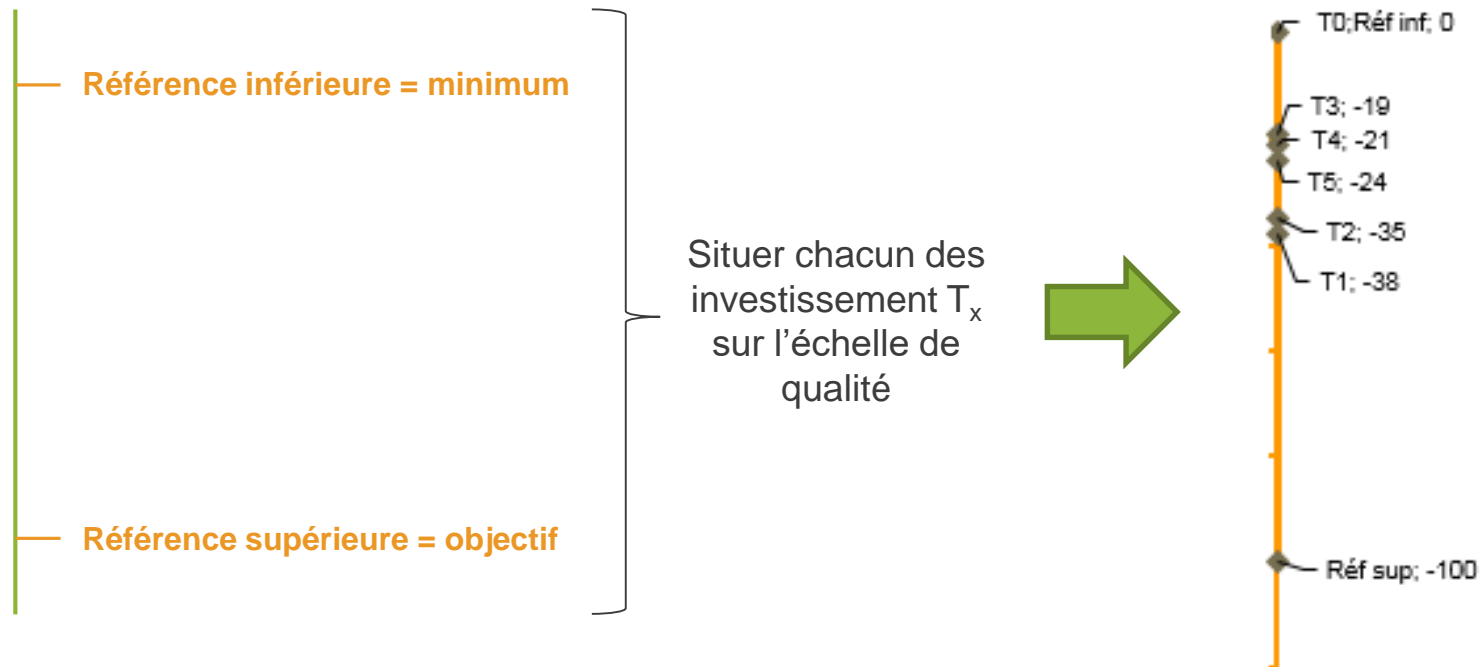 Référence inférieure = minimum
Référence supérieure = objectif
Situer chacun des
investissement Tx
sur l’échelle de
qualité
T0;Réf inf; 0
T3; -19
T4; -21
T5; -24
T2; -35
T1; -38
Réf sup; -100